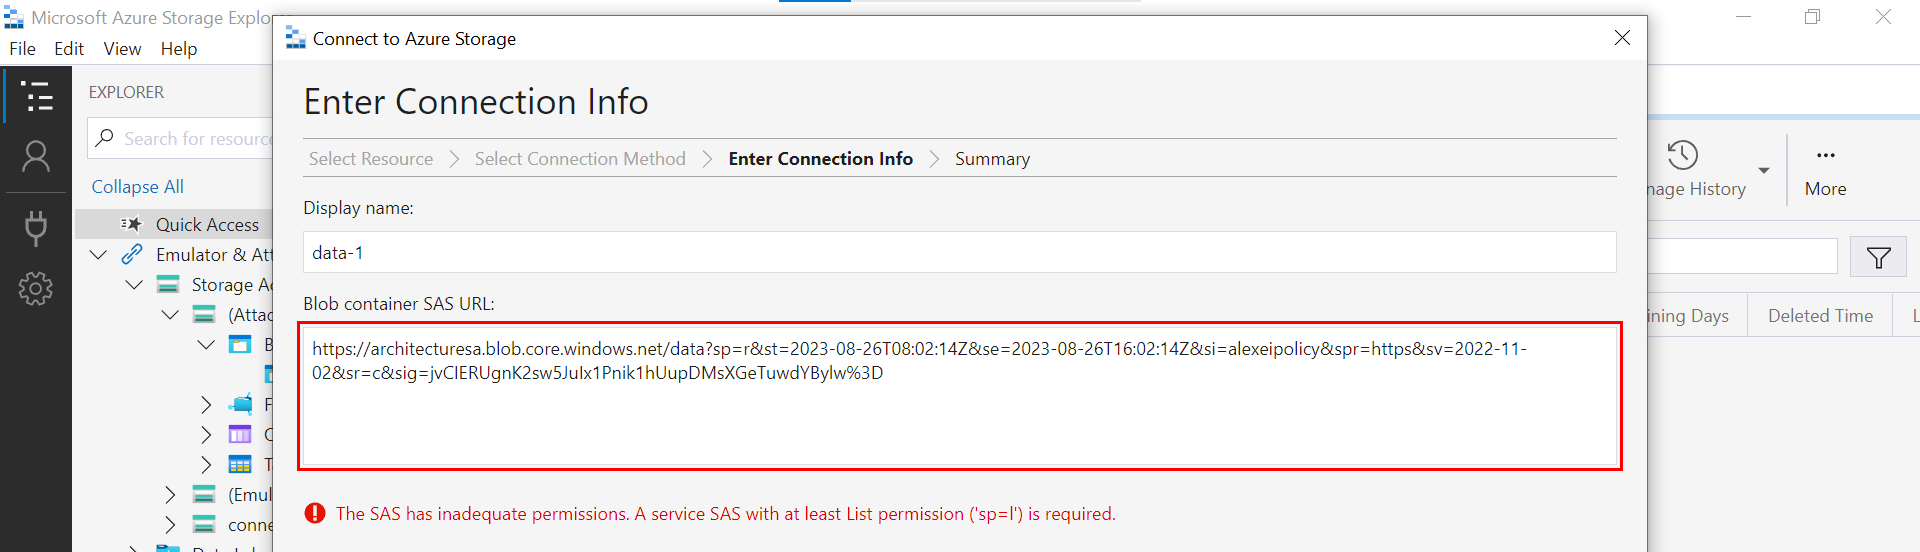 Microsoft Azure Storage Explo
File Edit View Help
EXPLORER
Search for resourc
Collapse All
Quick Access
Emulator & Att
Storage A
(Attac
B
F
T
(Emul
conne
Connect to Azure Storage
Enter Connection Info
Select Resource Select Connection Method Enter Connection Info Summary
Display name:
data-1
Blob container SAS URL:
https://architecturesa.blob.core.windows.net/data?sp=r&st=2023-08-26T08:02:14Z&se=2023-08-26T16:02:14Z&si=alexeipolicy&spr=https&sv=2022-11-
02&sr=c&sig=jvCIERUgnK2sw5JuIx1Pnik1hUupDMsXGeTuwdYBylw%3D
The SAS has inadequate permissions. A service SAS with at least List permission ('sp=l') is required.
nage History
More
ining Days Deleted Time L